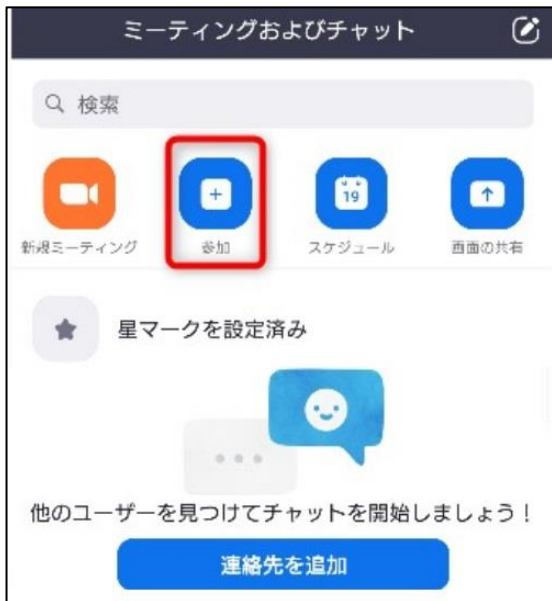 ミーティングおよびチャット
検索
19
新規ミーティング
参加
スケジュール
画面の共有
星マークを設定済み
他のユーザーを見つけてチャットを開始しましょう！
連絡先を追加